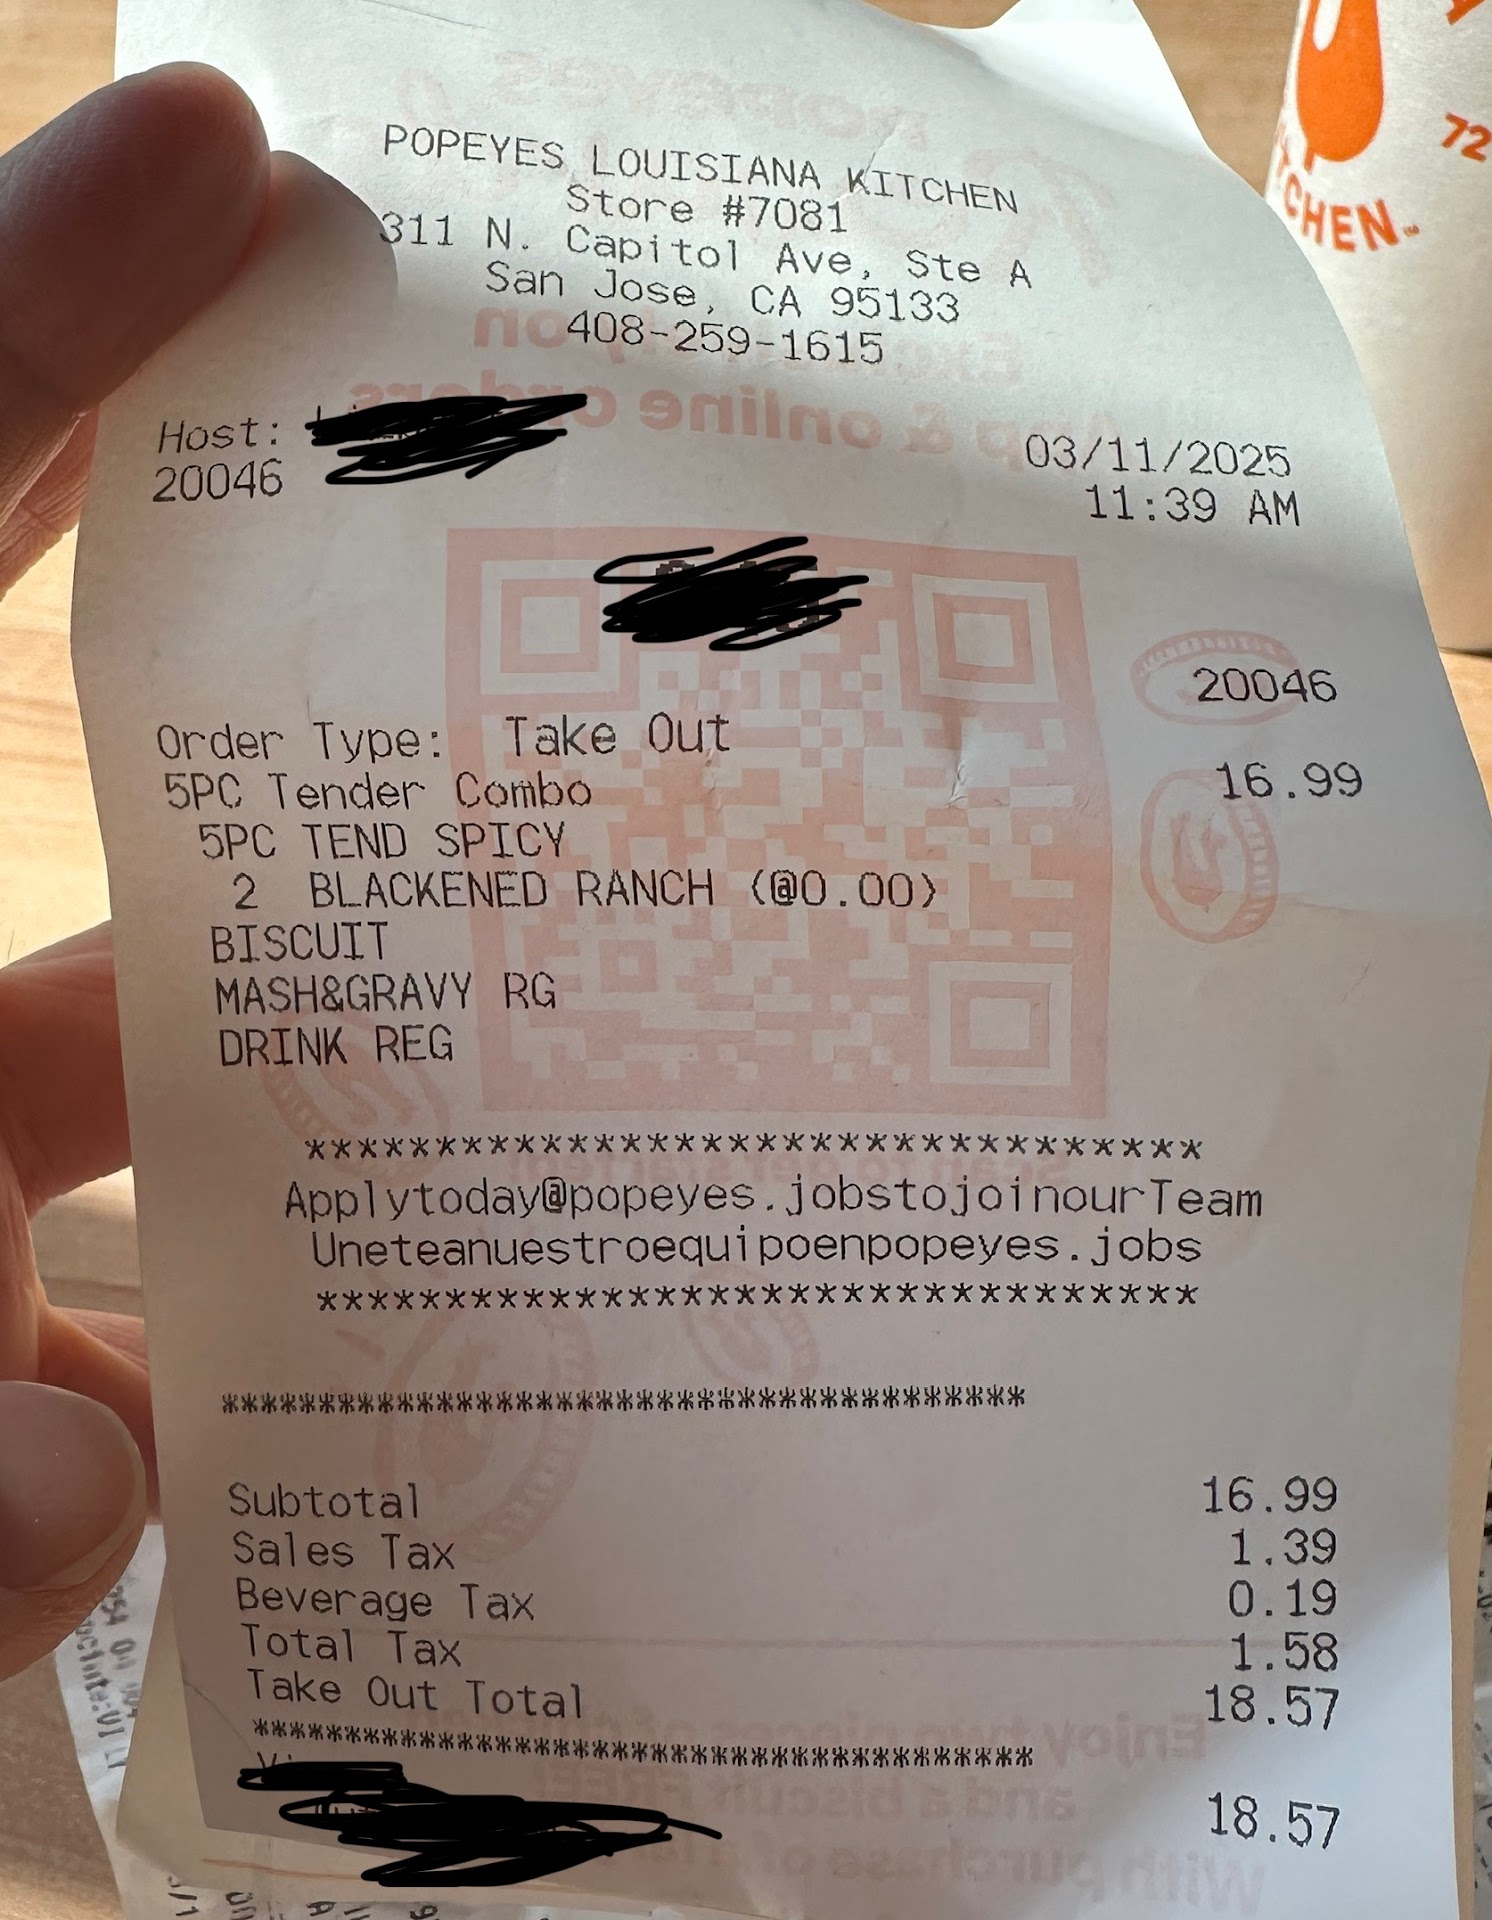 POPEYES LOUISIANA KITCHEN
Store #7081
311 N. Capitol Ave, Ste A
San Jose, CA 95133
408-259-1615
Host:
03/11/2025
20046
11:39 AM
20046
Order Type: Take Out
5PC Tender Combo 16.99
5PC TEND SPICY
2 BLACKENED RANCH (@0.00)
BISCUIT
MASH&GRAVY RG
DRINK REG
**********************************
Applytoday@popeyes.jobstojoinourTeam
Uneteanuestroequipoenpopeyes.jobs
**********************************
****************************************
Subtotal 16.99
Sales Tax 1.39
Beverage Tax 0.19
Total Tax 1.58
Take Out Total 18.57
****************************************
18.57
CHEN™
72